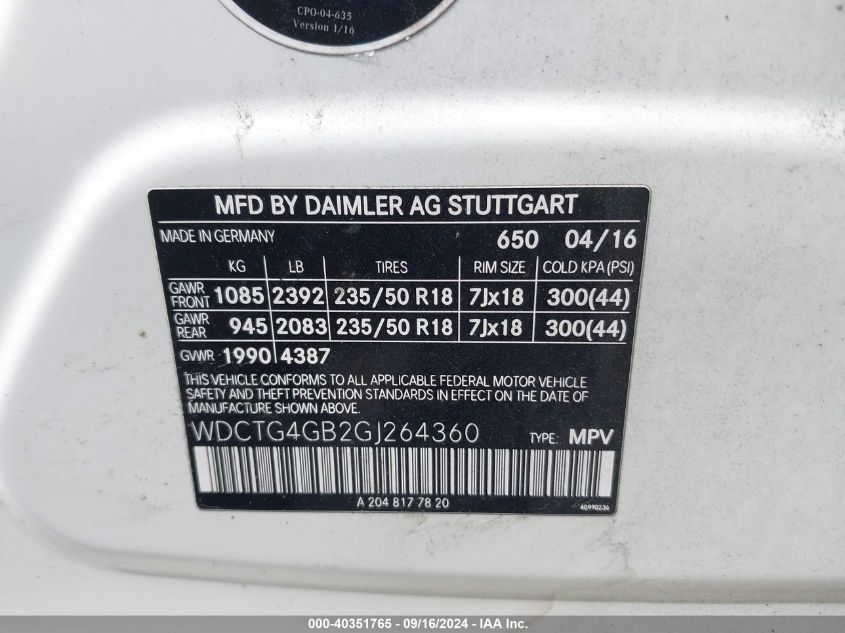 CPO-04-635
Version 1/16
MFD BY DAIMLER AG STUTTGART
MADE IN GERMANY 650 04/16
KG LB TIRES RIM SIZE COLD KPA (PSI)
GAWR FRONT 1085 2392 235/50 R18 7Jx18 300(44)
GAWR REAR 945 2083 235/50 R18 7Jx18 300(44)
GVWR 1990 4387
THIS VEHICLE CONFORMS TO ALL APPLICABLE FEDERAL MOTOR VEHICLE
SAFETY AND THEFT PREVENTION STANDARDS IN EFFECT ON THE DATE OF
MANUFACTURE SHOWN ABOVE.
WDCTG4GB2GJ264360 TYPE: MPV
A 204 817 78 20 40990236
000-40351765 - 09/16/2024 - IAA Inc.